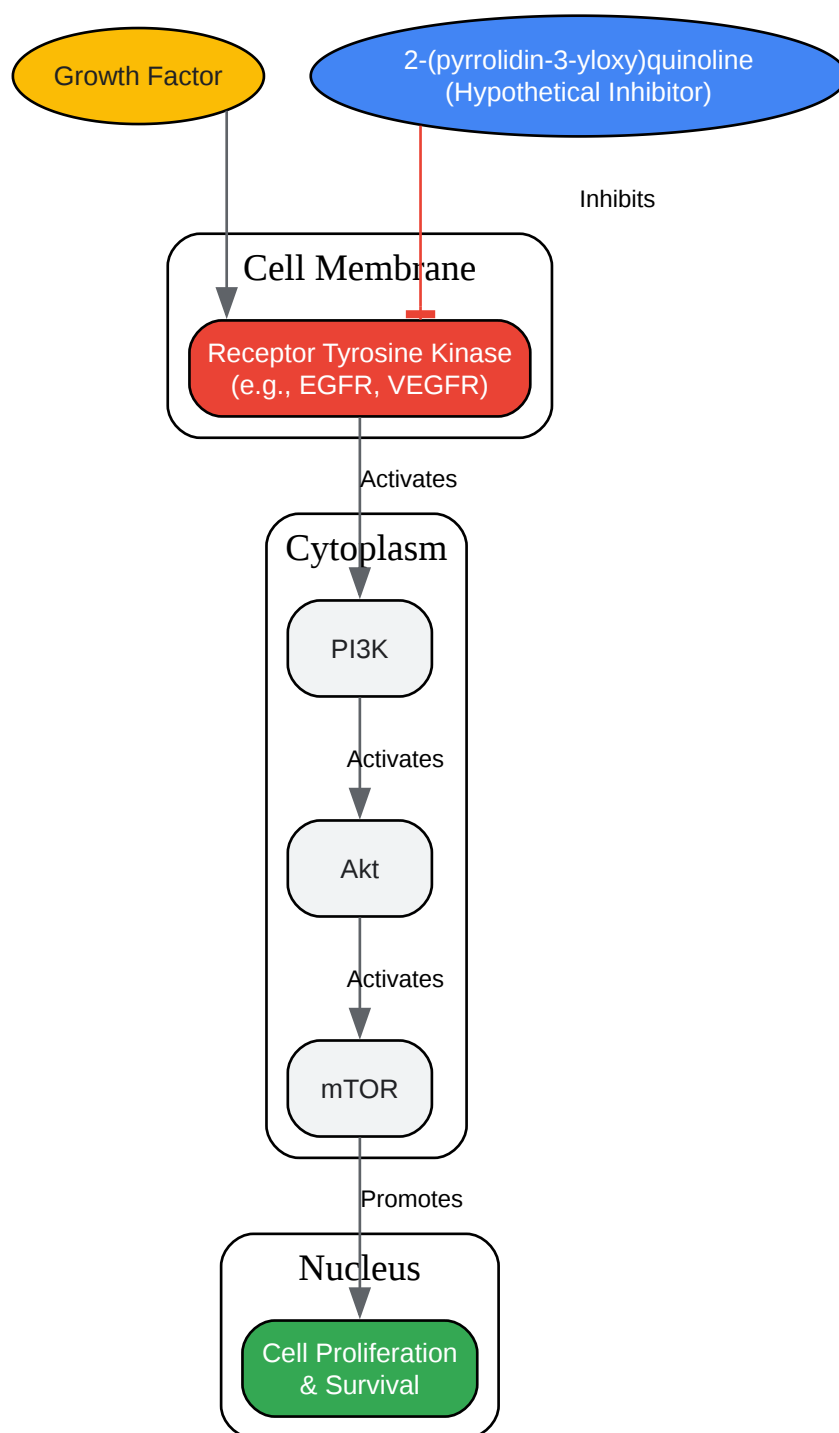 Growth Factor
2-(pyrrolidin-3-yloxy)quinoline
(Hypothetical Inhibitor)
Inhibits
Cell Membrane
Receptor Tyrosine Kinase
(e.g., EGFR, VEGFR)
Activates
Cytoplasm
PI3K
Activates
Akt
Activates
mTOR
Promotes
Nucleus
Cell Proliferation
& Survival